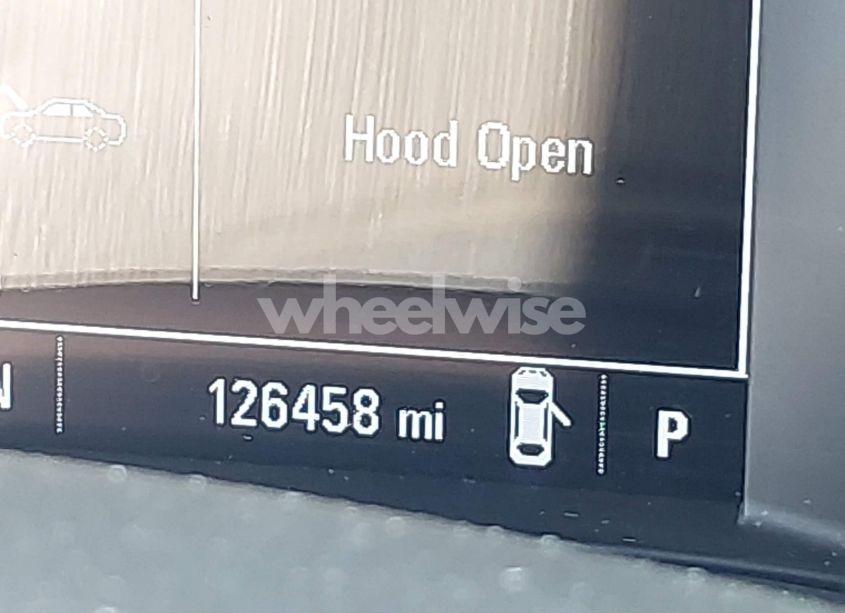 Hood Open
wheelwise
126458 mi
P